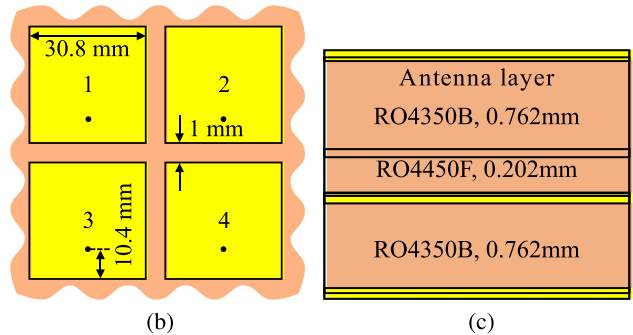 30.8 mm
1
2
1 mm
3
4
10.4 mm
(b)
Antenna layer
RO4350B, 0.762mm
RO4450F, 0.202mm
RO4350B, 0.762mm
(c)